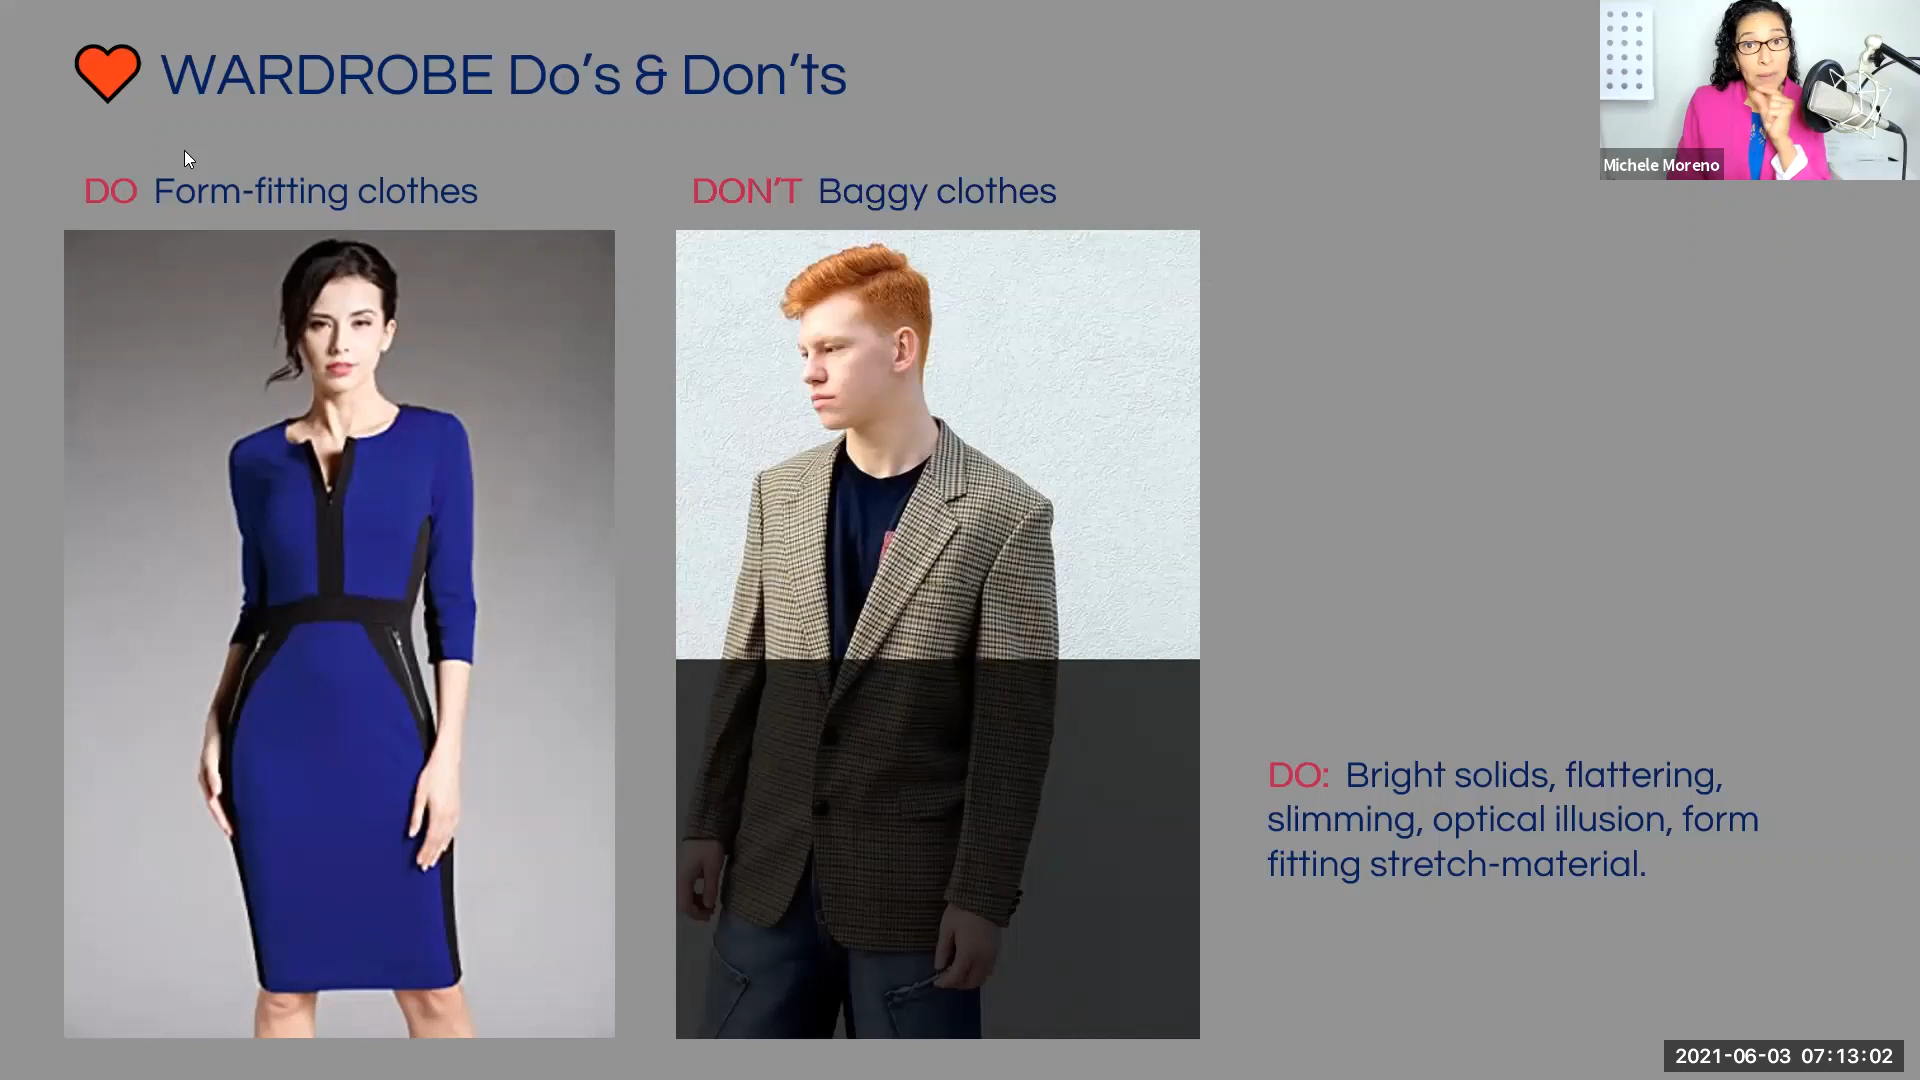 WARDROBE Do’s & Don’ts
Michele Moreno
DO Form-fitting clothes
DON’T Baggy clothes
DO: Bright solids, flattering,
slimming, optical illusion, form
fitting stretch-material.
2021-06-03 07:13:02